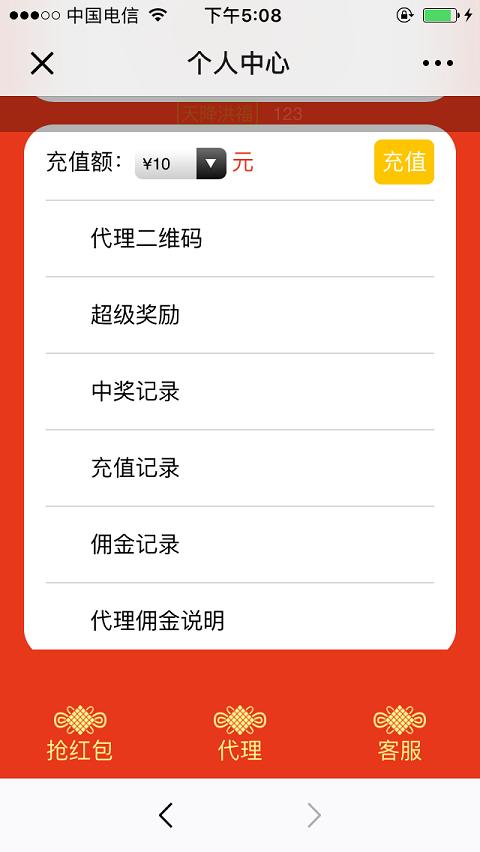 中国电信 下午5:08
个人中心
天降洪福 123
充值额： ¥10 元 充值
代理二维码
超级奖励
中奖记录
充值记录
佣金记录
代理佣金说明
抢红包 代理 客服